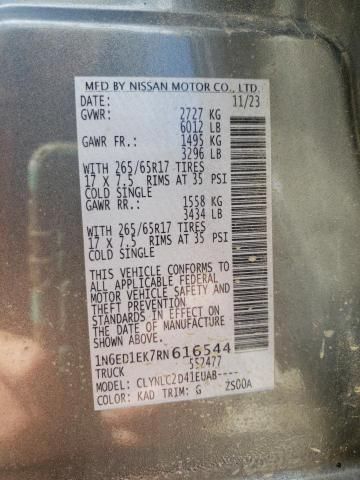 MFD BY NISSAN MOTOR CO., LTD.
DATE: 11/23
GVWR: 2727 KG
6012 LB
GAWR FR.: 1495 KG
3296 LB
WITH 265/65R17 TIRES
17 X 7.5 RIMS AT 35 PSI
COLD SINGLE
GAWR RR.: 1558 KG
3434 LB
WITH 265/65R17 TIRES
17 X 7.5 RIMS AT 35 PSI
COLD SINGLE
THIS VEHICLE CONFORMS TO
ALL APPLICABLE FEDERAL
MOTOR VEHICLE SAFETY AND
THEFT PREVENTION
STANDARDS IN EFFECT ON
THE DATE OF MANUFACTURE
SHOWN ABOVE.
1N6ED1EK7RN616544
TRUCK 552477
MODEL: CLYNLC2D41EUAB----
COLOR: KAD TRIM: G ZS00A